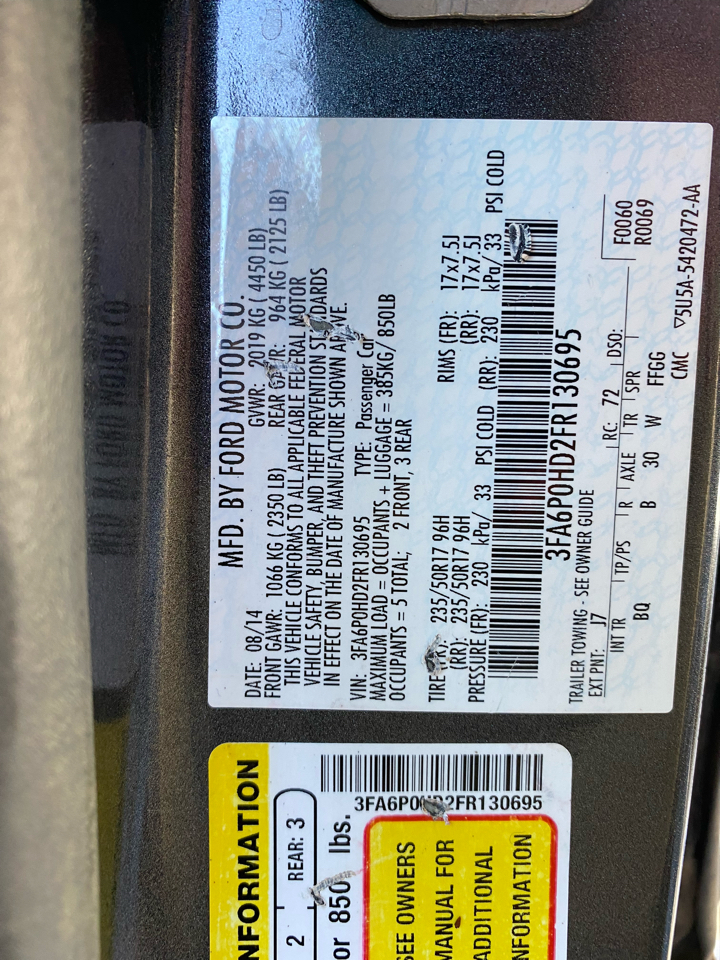 MFD. BY FORD MOTOR CO.
DATE: 08/14 GVWR: 2019 KG ( 4450 LB)
FRONT GAWR: 1066 KG ( 2350 LB) REAR 964 KG ( 2125 LB)
THIS VEHICLE CONFORMS TO ALL APPLICABLE FEDERAL MOTOR
VEHICLE SAFETY, BUMPER, AND THEFT PREVENTION STANDARDS
IN EFFECT ON THE DATE OF MANUFACTURE SHOWN ABOVE.
VIN: 3FA6P0HD2FR130695 TYPE: Passenger Car
MAXIMUM LOAD = OCCUPANTS + LUGGAGE = 385KG/ 850LB
OCCUPANTS = 5 TOTAL; 2 FRONT, 3 REAR
TIRE (FR): 235/50R17 96H RIMS (FR): 17x7.5J
(RR): 235/50R17 96H (RR): 17x7.5J
PRESSURE (FR): 230 kPa/ 33 PSI COLD (RR): 230 kPa/ 33 PSI COLD
3FA6P0HD2FR130695
TRAILER TOWING - SEE OWNER GUIDE
EXT PNT: J7 RC: 72 DSO: F0060
INT TR TP/PS R AXLE TR SPR R0069
BQ B 30 W FFGG
CMC ▽5U5A-5420472-AA
NFORMATION
2 REAR: 3
or 850 lbs.
3FA6P0HD2FR130695
SEE OWNERS
MANUAL FOR
ADDITIONAL
NFORMATION